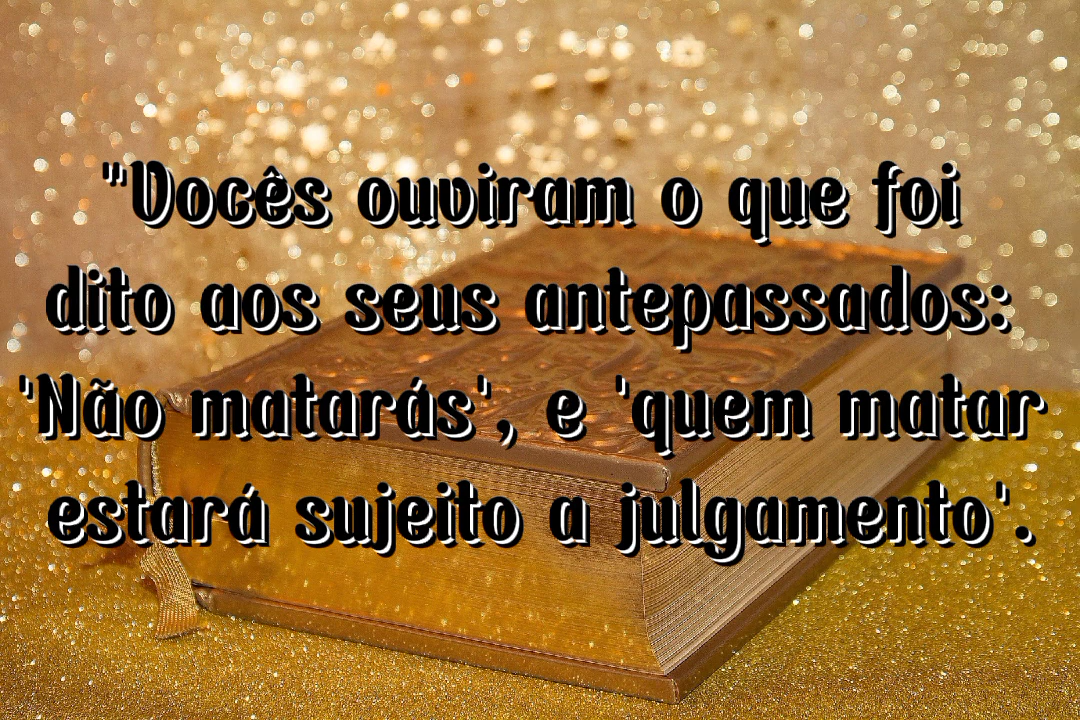 "Vocês ouviram o que foi
dito aos seus antepassados:
'Não matarás', e 'quem matar
estará sujeito a julgamento'.